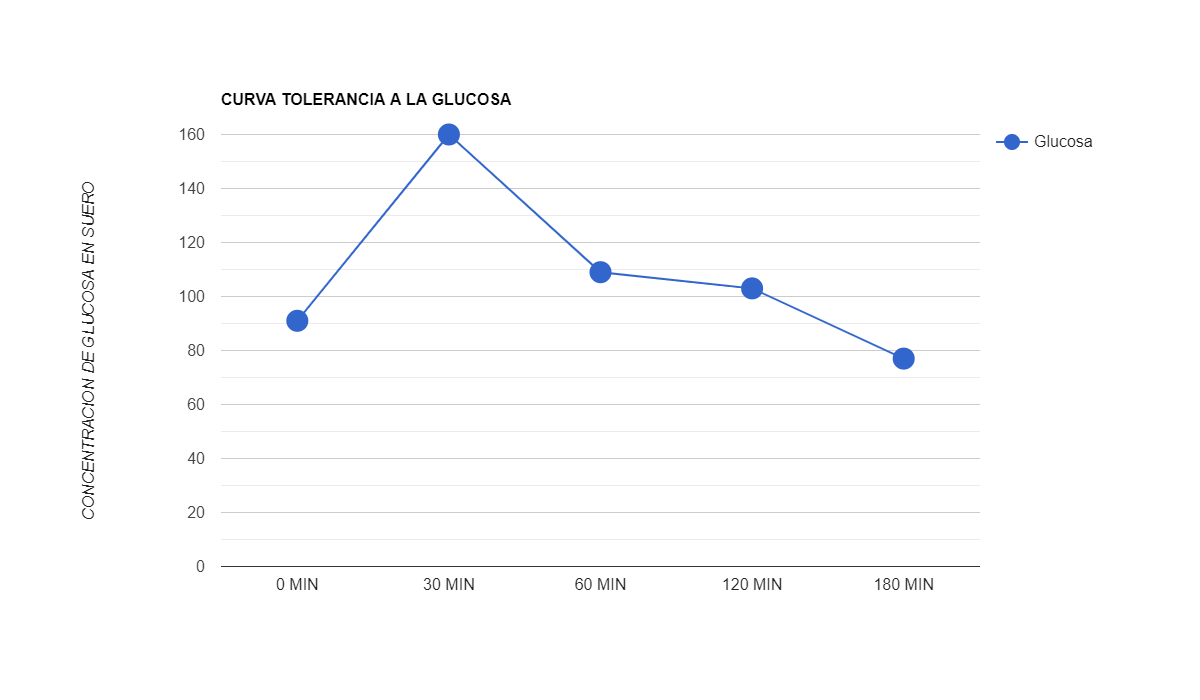 CURVA TOLERANCIA A LA GLUCOSA
CONCENTRACION DE GLUCOSA EN SUERO
160
140
120
100
80
60
40
20
0
0 MIN
30 MIN
60 MIN
120 MIN
180 MIN
Glucosa